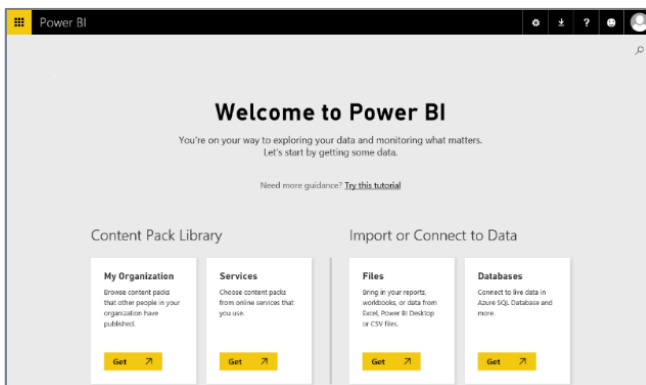 Power BI
?
Welcome to Power BI
You're on your way to exploring your data and monitoring what matters.
Let's start by getting some data.
Need more guidance? Try this tutorial
Content Pack Library
Import or Connect to Data
My Organization
Browse content packs
that other people in your
organization have
published.
Get
Services
Choose content packs
from online services that
you use.
Get
Files
Bring in your reports,
workbooks, or data from
Excel, Power BI Desktop
or CSV files.
Get
Databases
Connect to live data in
Azure SQL Database and
more.
Get